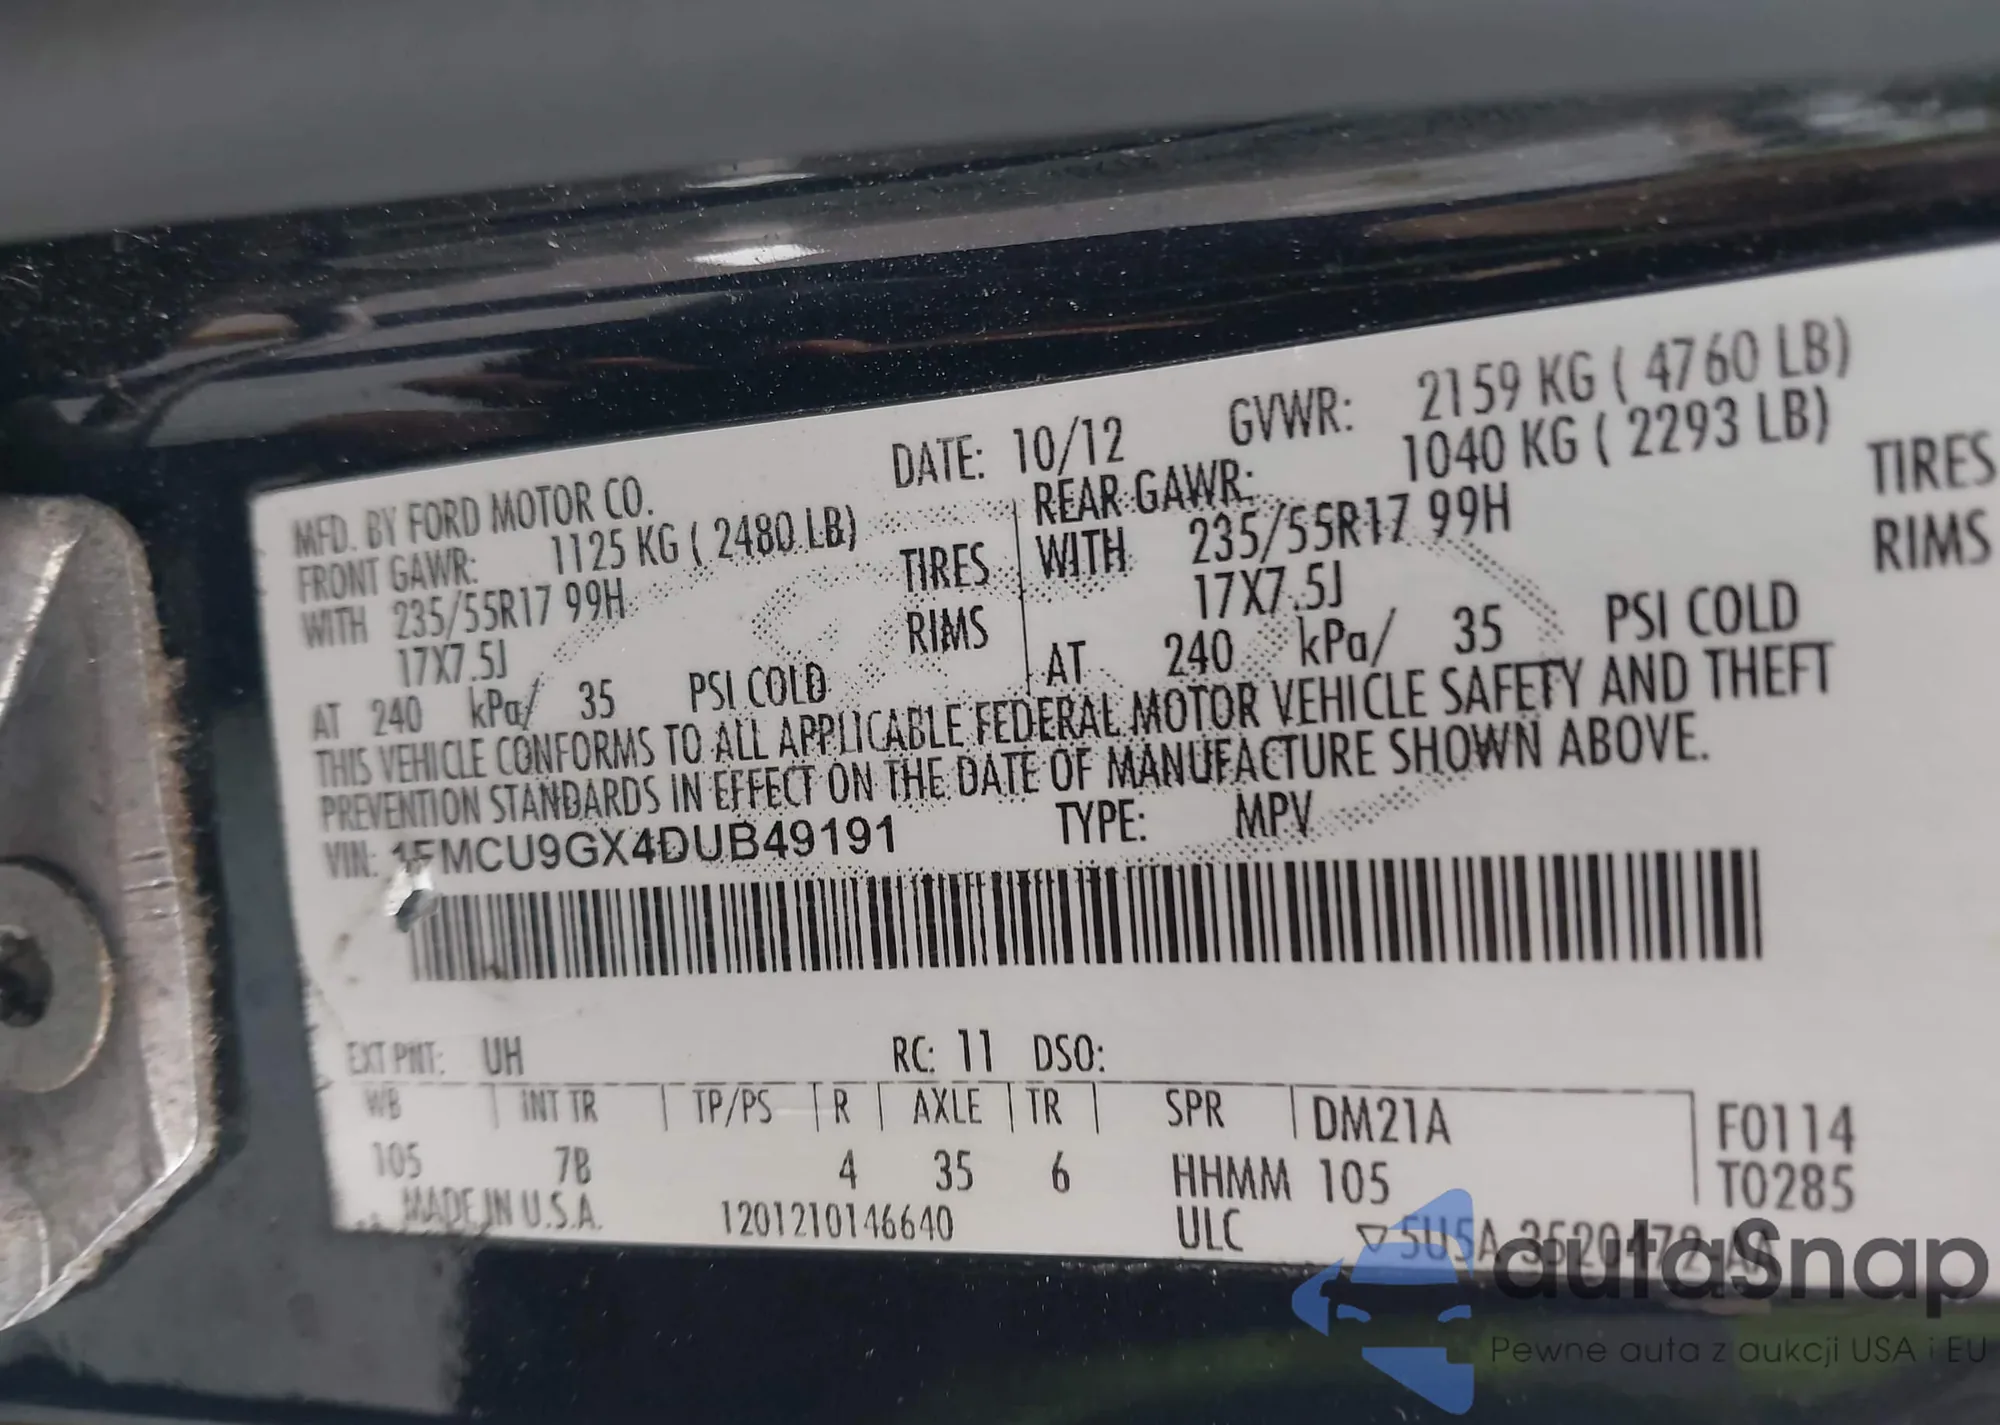 MFD. BY FORD MOTOR CO. DATE: 10/12 GVWR: 2159 KG ( 4760 LB)
FRONT GAWR: 1125 KG ( 2480 LB) REAR GAWR: 1040 KG ( 2293 LB)
WITH 235/55R17 99H TIRES WITH 235/55R17 99H TIRES
17X7.5J RIMS 17X7.5J RIMS
AT 240 kPa/ 35 PSI COLD AT 240 kPa/ 35 PSI COLD
THIS VEHICLE CONFORMS TO ALL APPLICABLE FEDERAL MOTOR VEHICLE SAFETY AND THEFT
PREVENTION STANDARDS IN EFFECT ON THE DATE OF MANUFACTURE SHOWN ABOVE.
VIN: 1FMCU9GX4DUB49191 TYPE: MPV
EXT PNT: UH RC: 11 DSO:
WB INT TR TP/PS R AXLE TR SPR DM21A F0114
105 7B 4 35 6 HHMM 105 T0285
MADE IN U.S.A. 1201210146640 ULC ▽5U5A-3520472-AA
autaSnap
Pewne auta z aukcji USA i EU